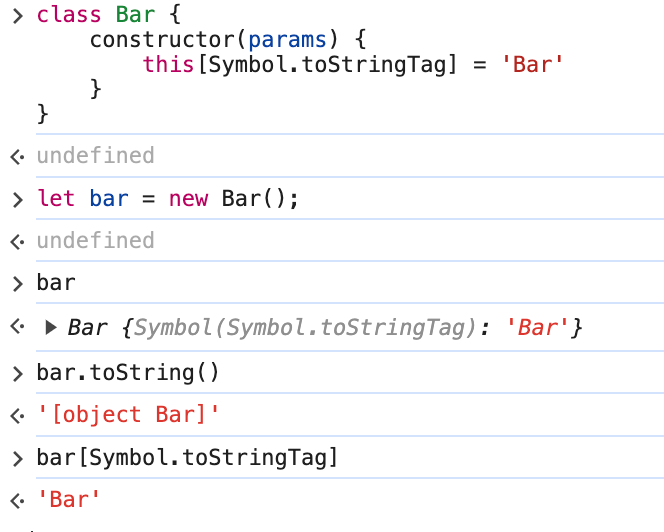 class Bar {
    constructor(params) {
        this[Symbol.toStringTag] = 'Bar'
    }
}
undefined
let bar = new Bar();
undefined
bar
Bar {Symbol(Symbol.toStringTag): 'Bar'}
bar.toString()
'[object Bar]'
bar[Symbol.toStringTag]
'Bar'